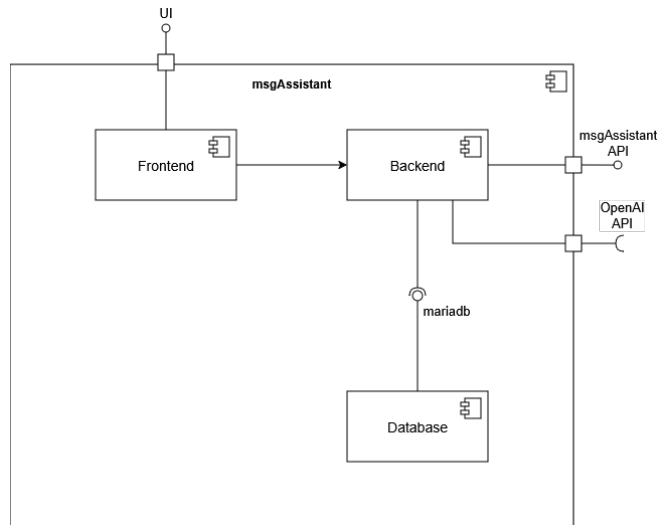 UI
msgAssistant
Frontend
Backend
msgAssistant
API
OpenAI
API
mariadb
Database